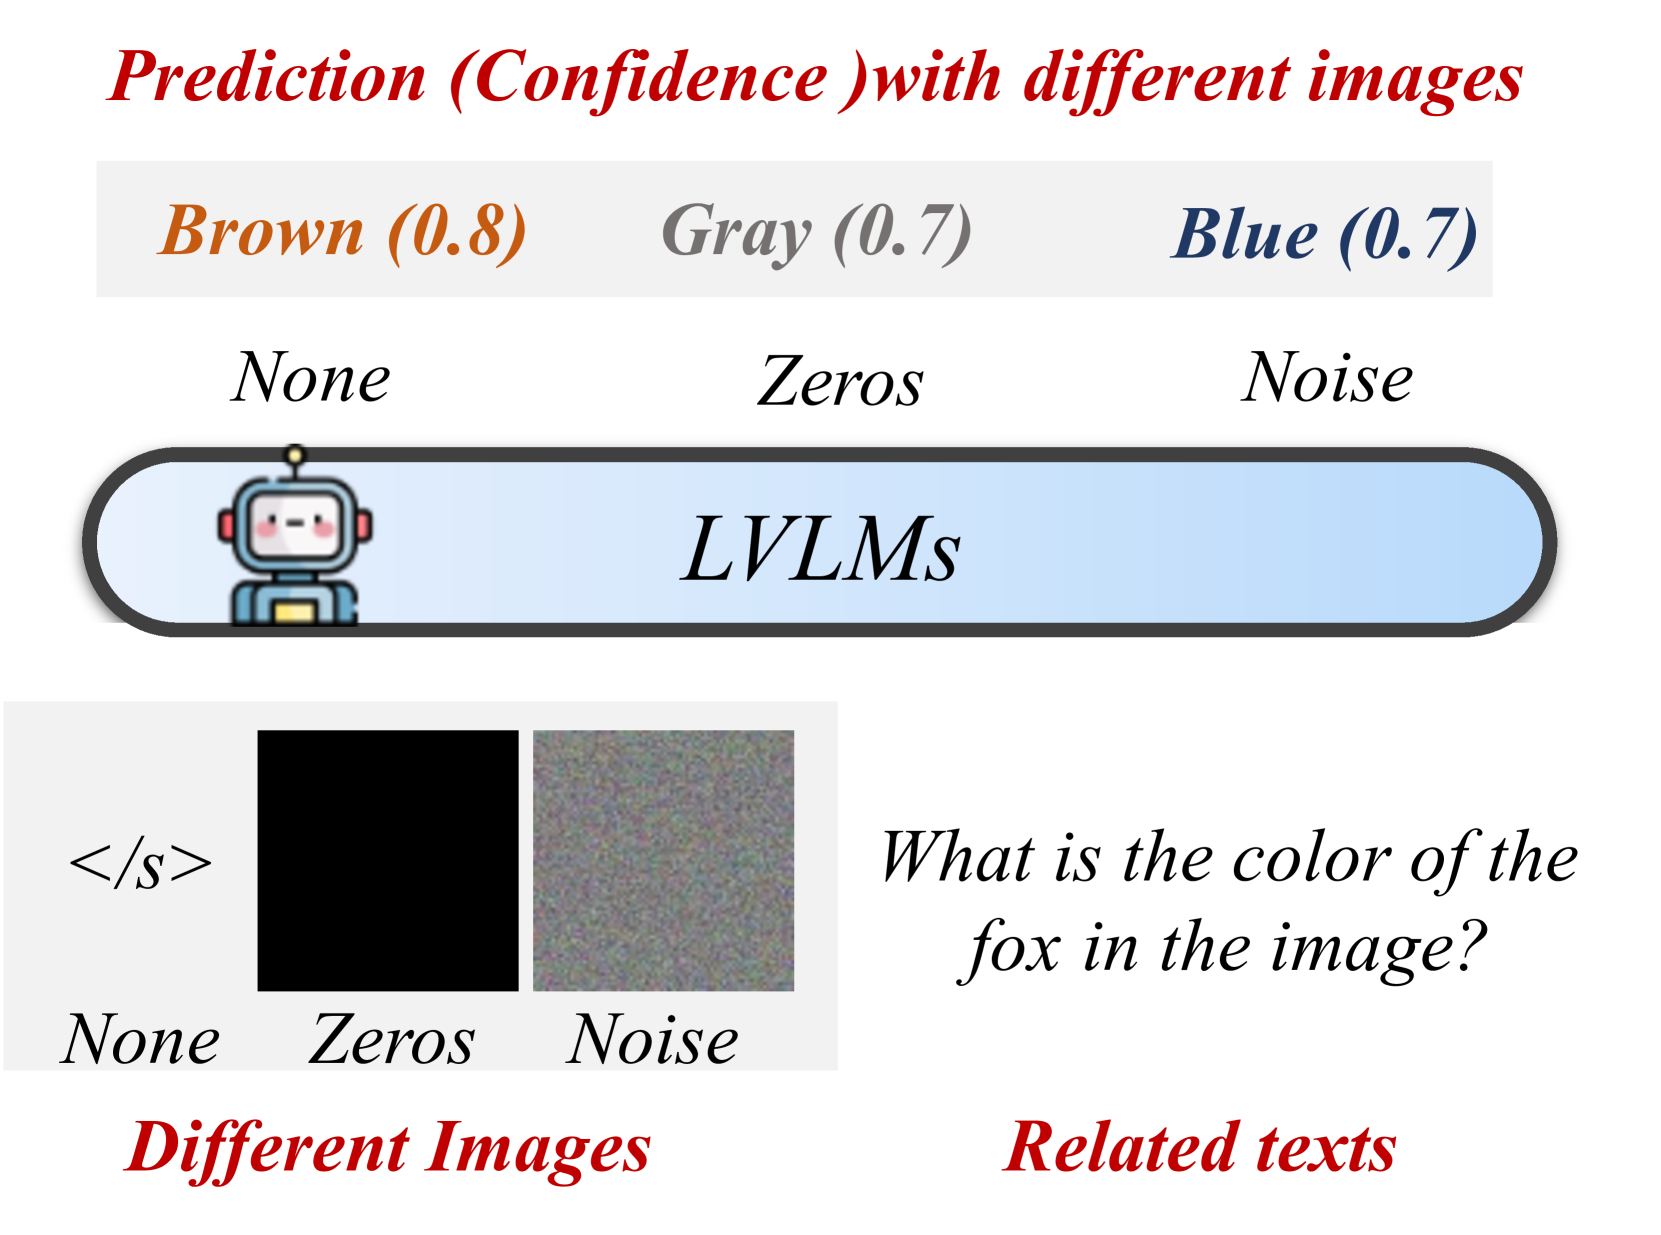 Prediction (Confidence )with different images
Brown (0.8) Gray (0.7) Blue (0.7)
None Zeros Noise
LVLMs
</s>
None Zeros Noise
What is the color of the
fox in the image?
Different Images
Related texts